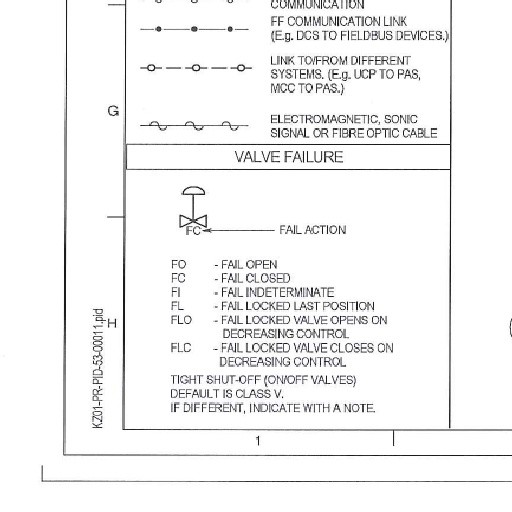 COMMUNICATION
FF COMMUNICATION LINK
(E.g. DCS TO FIELDBUS DEVICES.)
LINK TO/FROM DIFFERENT
SYSTEMS. (E.g. UCP TO PAS,
MCC TO PAS.)
G
ELECTROMAGNETIC, SONIC
SIGNAL OR FIBRE OPTIC CABLE
VALVE FAILURE
FC
FAIL ACTION
FO - FAIL OPEN
FC - FAIL CLOSED
FI - FAIL INDETERMINATE
FL - FAIL LOCKED LAST POSITION
FLO - FAIL LOCKED VALVE OPENS ON
DECREASING CONTROL
FLC - FAIL LOCKED VALVE CLOSES ON
DECREASING CONTROL
H
KZ01-PR-PID-53-00011.pid
TIGHT SHUT-OFF (ON/OFF VALVES)
DEFAULT IS CLASS V.
IF DIFFERENT, INDICATE WITH A NOTE.
1